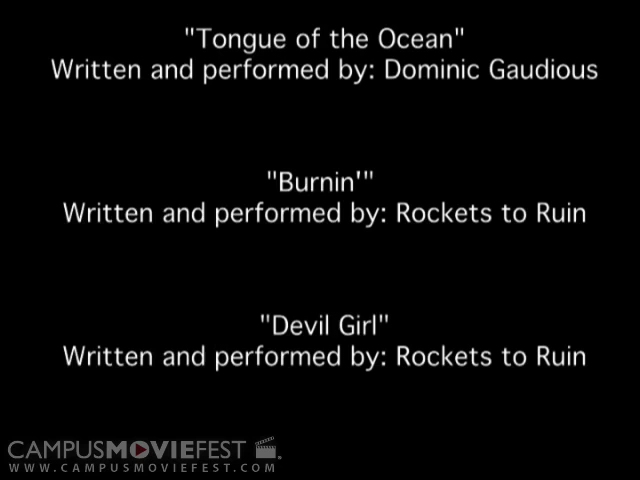 "Tongue of the Ocean"
Written and performed by: Dominic Gaudious
"Burnin'"
Written and performed by: Rockets to Ruin
"Devil Girl"
Written and performed by: Rockets to Ruin
CAMPUSMOVIEFEST
WWW.CAMPUSMOVIEFEST.COM